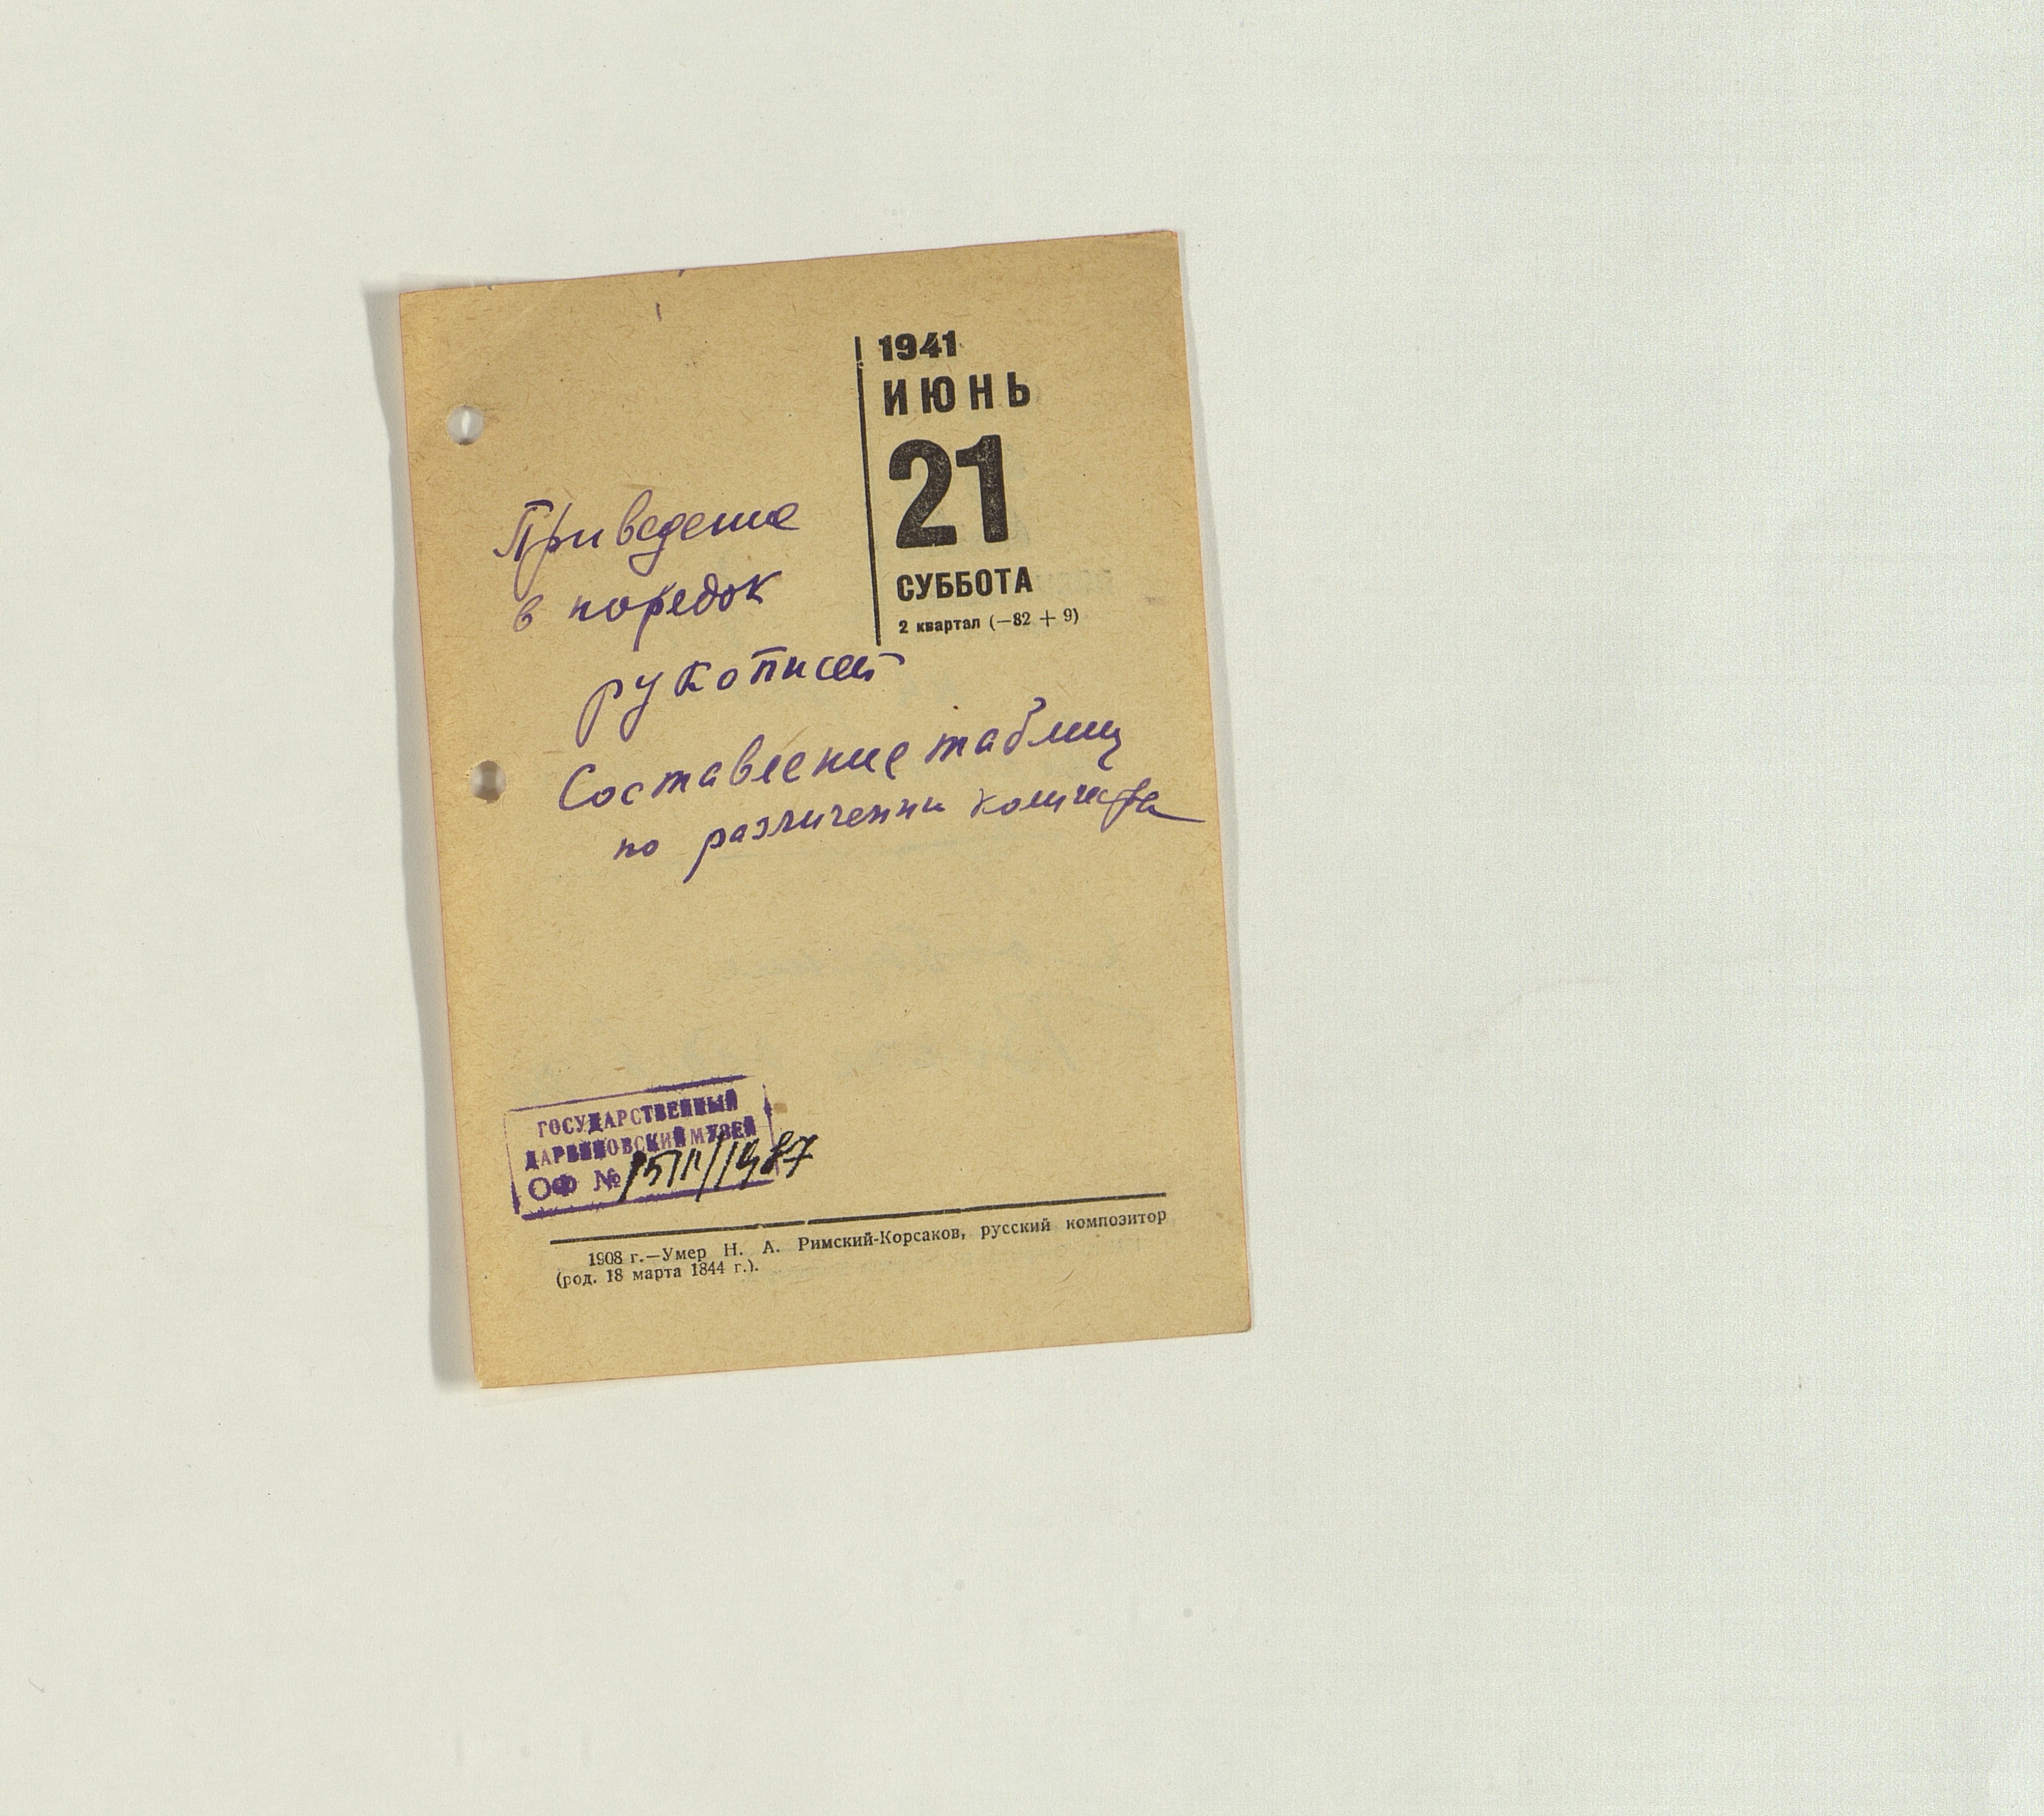 1941
ИЮНЬ
21
СУББОТА
2 квартал (—82 + 9)
Приведение
в порядок
рукописей
Составление таблиц
по различении количества
ГОСУДАРСТВЕННЫЙ
ДАРВИНОВСКИЙ МУЗЕЙ
ОФ №
1908 г.—Умер Н. А. Римский-Корсаков, русский композитор
(род. 18 марта 1844 г.).